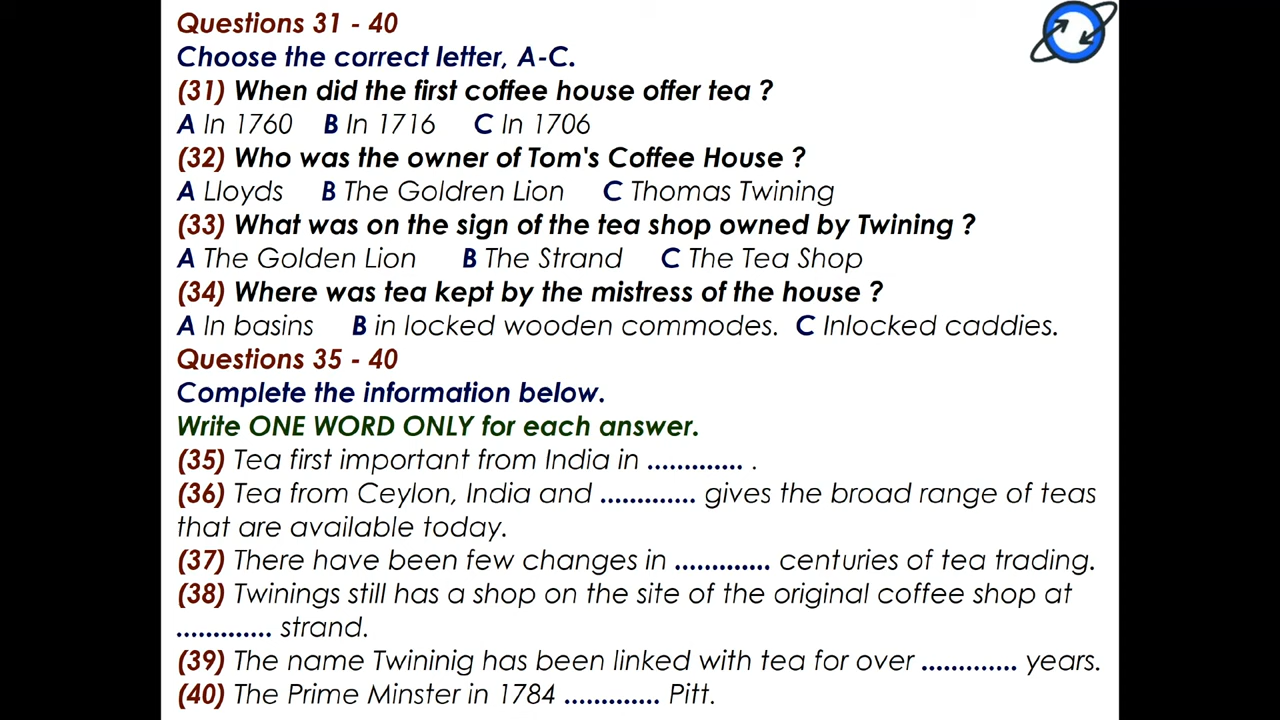 Questions 31 - 40
Choose the correct letter, A-C.
(31) When did the first coffee house offer tea ?
A In 1760 B In 1716 C In 1706
(32) Who was the owner of Tom's Coffee House ?
A Lloyds B The Goldren Lion C Thomas Twining
(33) What was on the sign of the tea shop owned by Twining ?
A The Golden Lion B The Strand C The Tea Shop
(34) Where was tea kept by the mistress of the house ?
A In basins B in locked wooden commodes. C Inlocked caddies.
Questions 35 - 40
Complete the information below.
Write ONE WORD ONLY for each answer.
(35) Tea first important from India in ............. .
(36) Tea from Ceylon, India and ............. gives the broad range of teas
that are available today.
(37) There have been few changes in ............. centuries of tea trading.
(38) Twinings still has a shop on the site of the original coffee shop at
............. strand.
(39) The name Twininig has been linked with tea for over ............. years.
(40) The Prime Minster in 1784 ............. Pitt.